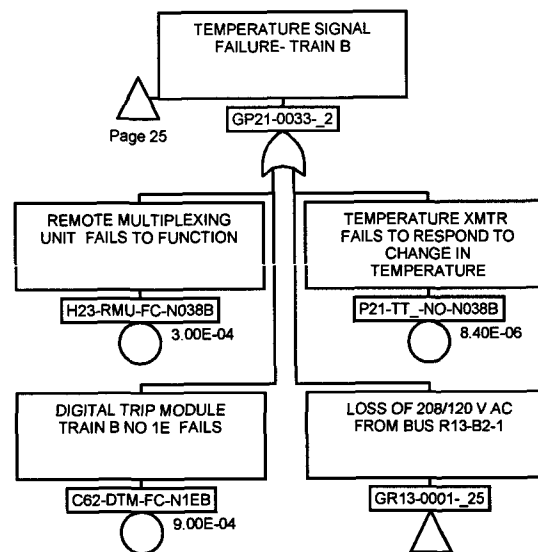 TEMPERATURE SIGNAL
FAILURE- TRAIN B
Page 25
GP21-0033-_2
REMOTE MULTIPLEXING
UNIT FAILS TO FUNCTION
H23-RMU-FC-N038B
3.00E-04
TEMPERATURE XMTR
FAILS TO RESPOND TO
CHANGE IN
TEMPERATURE
P21-TT_-NO-N038B
8.40E-06
DIGITAL TRIP MODULE
TRAIN B NO 1E FAILS
C62-DTM-FC-N1EB
9.00E-04
LOSS OF 208/120 V AC
FROM BUS R13-B2-1
GR13-0001-_25